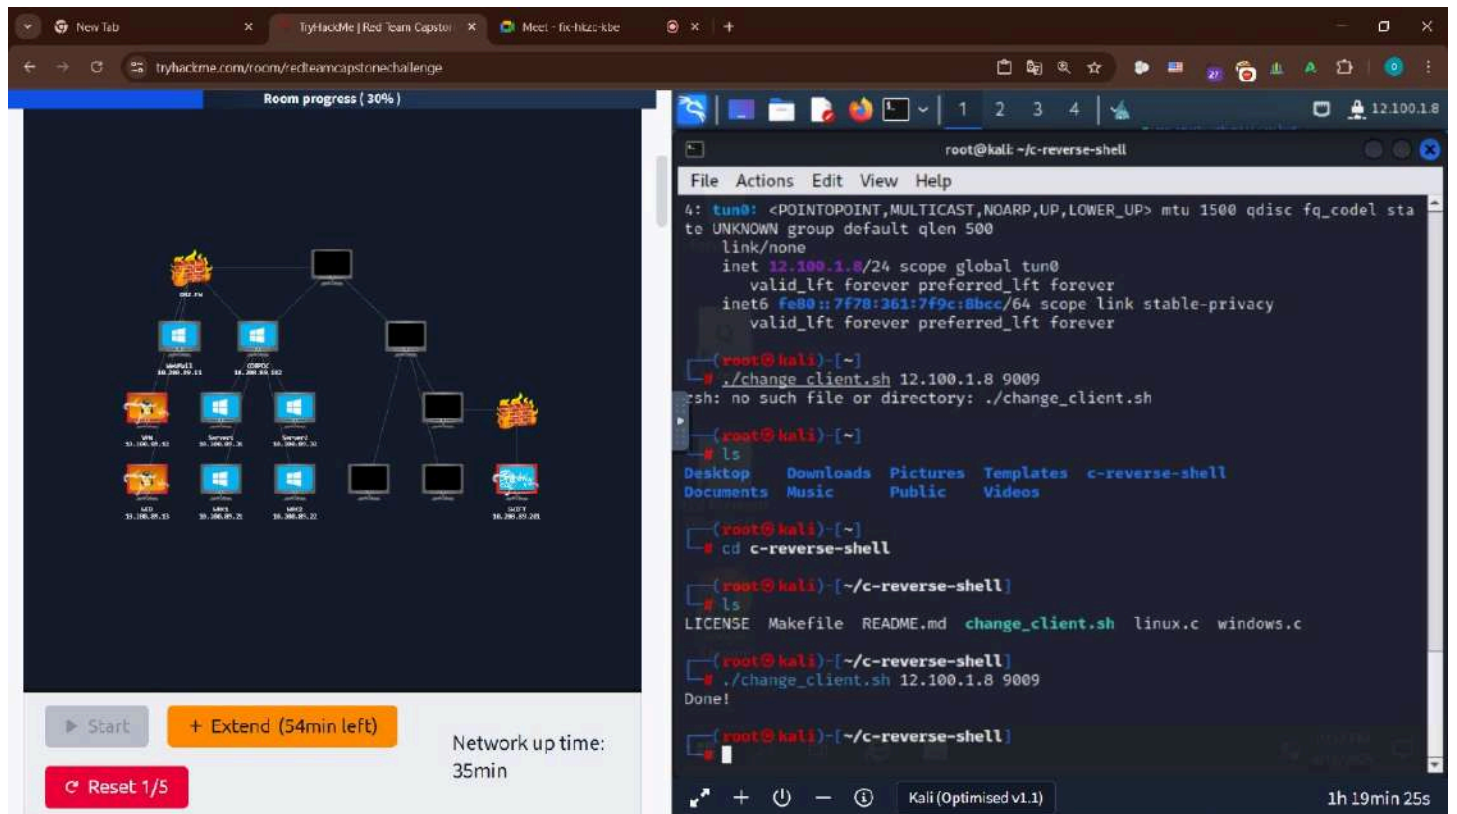 New Tab
TryHackMe | Red Team Capstor
Meet - fix-hkzc-kbe
tryhackme.com/room/redteamcapstonechallenge
Room progress ( 30% )
1 2 3 4
12.100.1.8
root@kali: ~/c-reverse-shell
File Actions Edit View Help
4: tun0: <POINTOPOINT,MULTICAST,NOARP,UP,LOWER_UP> mtu 1500 qdisc fq_codel sta
te UNKNOWN group default qlen 500
link/none
inet 12.100.1.8/24 scope global tun0
valid_lft forever preferred_lft forever
inet6 fe80::7f78:361:7f9c:8bcc/64 scope link stable-privacy
valid_lft forever preferred_lft forever
(root@kali)-[~]
# ./change_client.sh 12.100.1.8 9009
zsh: no such file or directory: ./change_client.sh
(root@kali)-[~]
# ls
Desktop Downloads Pictures Templates c-reverse-shell
Documents Music Public Videos
(root@kali)-[~]
# cd c-reverse-shell
(root@kali)-[~/c-reverse-shell]
# ls
LICENSE Makefile README.md change_client.sh linux.c windows.c
(root@kali)-[~/c-reverse-shell]
# ./change_client.sh 12.100.1.8 9009
Done!
(root@kali)-[~/c-reverse-shell]
#
VPN
Server1
WRK1
WRK2
Start
+ Extend (54min left)
Network up time:
35min
Reset 1/5
Kali (Optimised v1.1)
1h 19min 25s